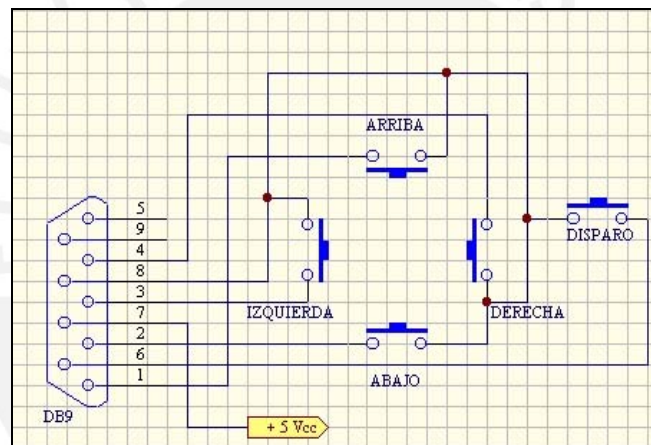 ARRIBA
5
9
4
8
3
7
2
6
1
DISPARO
IZQUIERDA
DERECHA
ABAJO
DB9
+ 5 Vcc